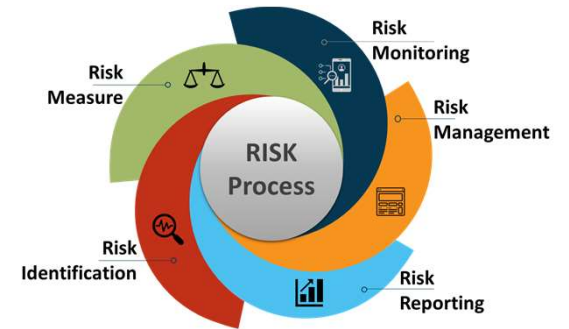 Risk
Monitoring
Risk
Measure
Risk
Management
RISK
Process
Risk
Identification
Risk
Reporting